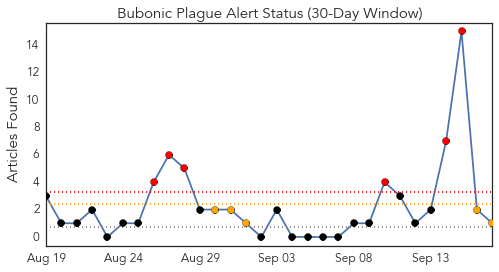 Bubonic Plague Alert Status (30-Day Window)
Articles Found
14
12
10
8
6
4
2
0
Aug 19 Aug 24 Aug 29 Sep 03 Sep 08 Sep 13